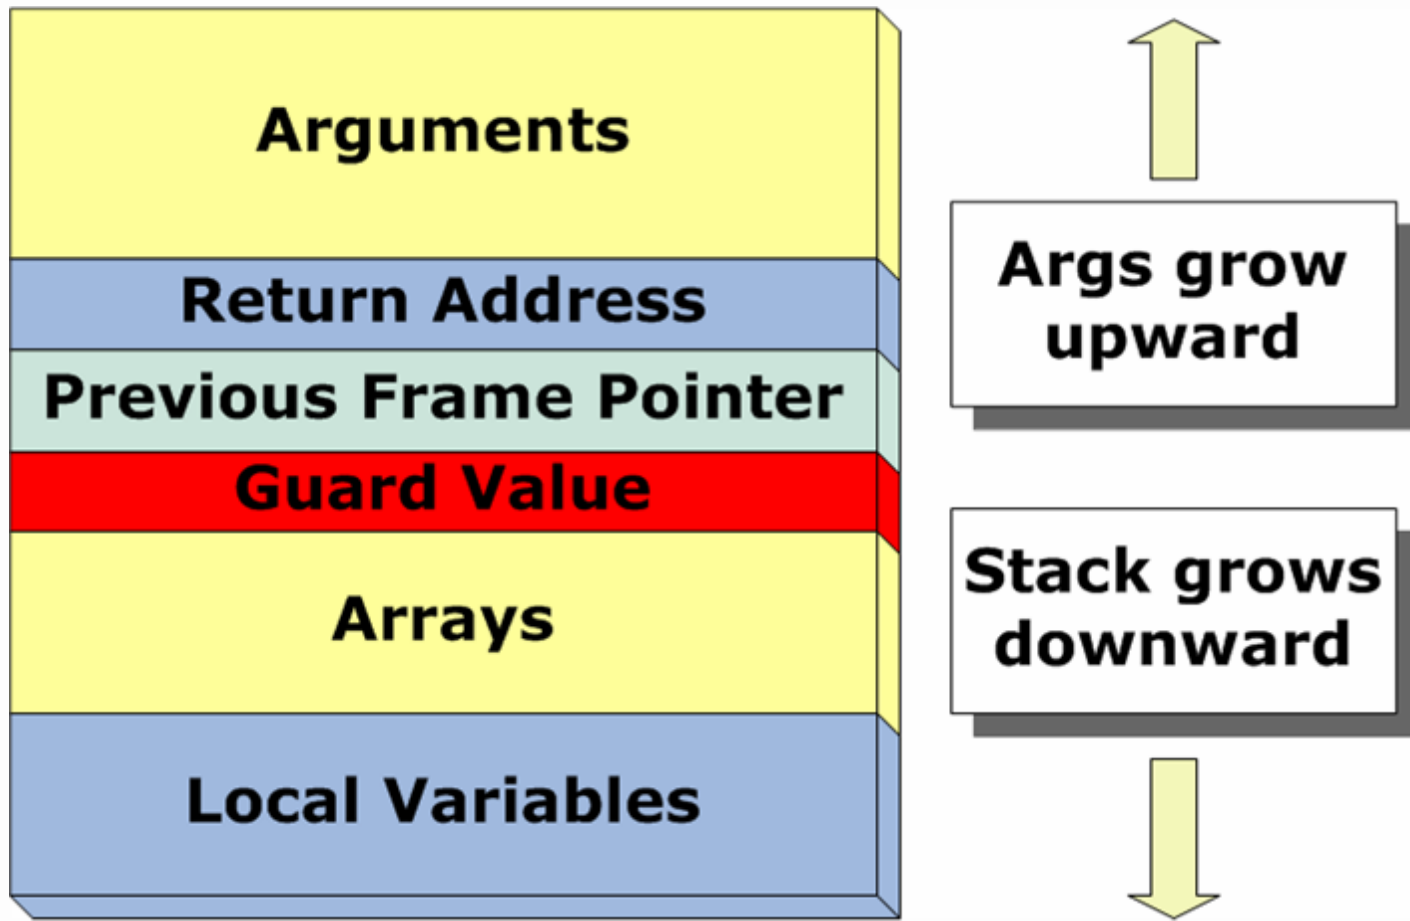 Arguments
Return Address
Previous Frame Pointer
Guard Value
Arrays
Local Variables
Args grow
upward
Stack grows
downward